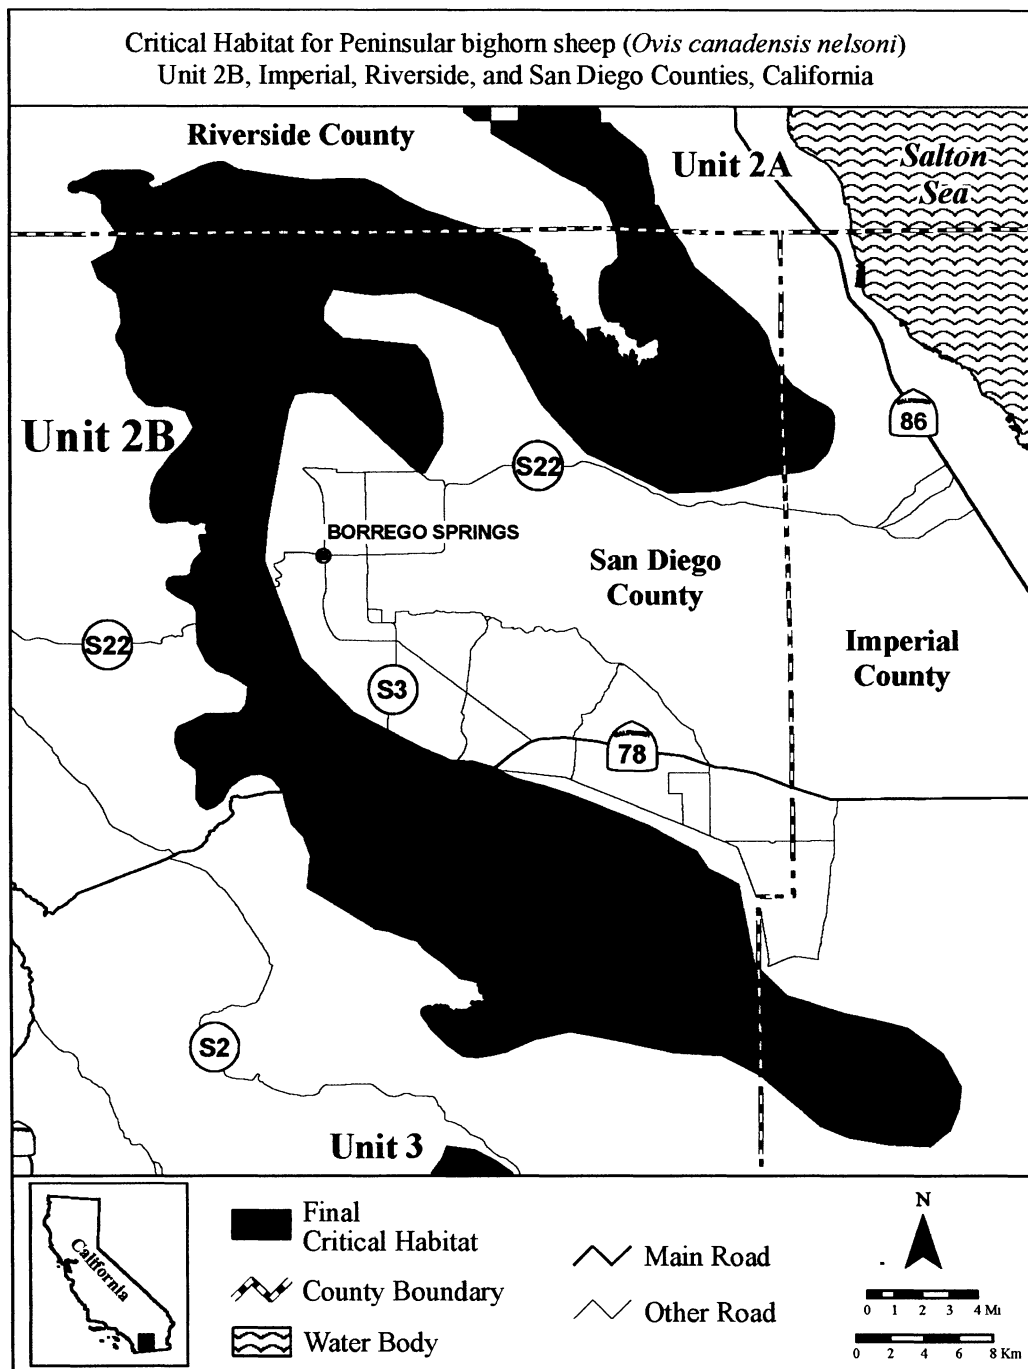 Critical Habitat for Peninsular bighorn sheep (Ovis canadensis nelsoni)
Unit 2B, Imperial, Riverside, and San Diego Counties, California
Riverside County
Unit 2A
Salton
Sea
Unit 2B
CALIFORNIA
86
S22
BORREGO SPRINGS
San Diego
County
S22
Imperial
County
S3
CALIFORNIA
78
S2
Unit 3
California
Final
Critical Habitat
County Boundary
Water Body
Main Road
Other Road
N
0 1 2 3 4 Mi
0 2 4 6 8 Km